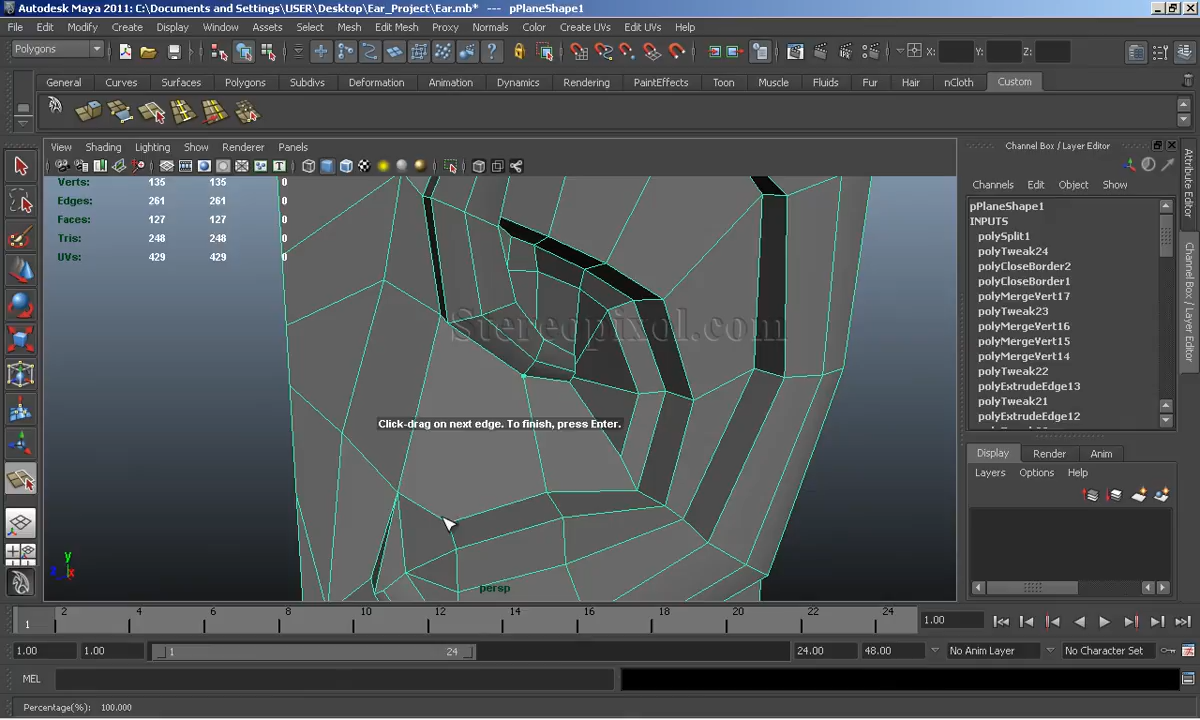 Autodesk Maya 2011: C:\Documents and Settings\USER\Desktop\Ear_Project\Ear.mb* --- pPlaneShape1
File Edit Modify Create Display Window Assets Select Mesh Edit Mesh Proxy Normals Color Create UVs Edit UVs Help
Polygons X: Y: Z:
General Curves Surfaces Polygons Subdivs Deformation Animation Dynamics Rendering PaintEffects Toon Muscle Fluids Fur Hair nCloth Custom
View Shading Lighting Show Renderer Panels
Verts: 135 135 0
Edges: 261 261 0
Faces: 127 127 0
Tris: 248 248 0
UVs: 429 429 0
Stereopixol.com
Click-drag on next edge. To finish, press Enter.
y
z x
persp
Channel Box / Layer Editor
Channels Edit Object Show
pPlaneShape1
INPUTS
polySplit1
polyTweak24
polyCloseBorder2
polyCloseBorder1
polyMergeVert17
polyTweak23
polyMergeVert16
polyMergeVert15
polyMergeVert14
polyTweak22
polyExtrudeEdge13
polyTweak21
polyExtrudeEdge12
Attribute Editor
Channel Box / Layer Editor
Display Render Anim
Layers Options Help
1 2 4 6 8 10 12 14 16 18 20 22 24 1.00
1.00 1.00 1 24 24.00 48.00 No Anim Layer No Character Set
MEL
Percentage(%): 100.000